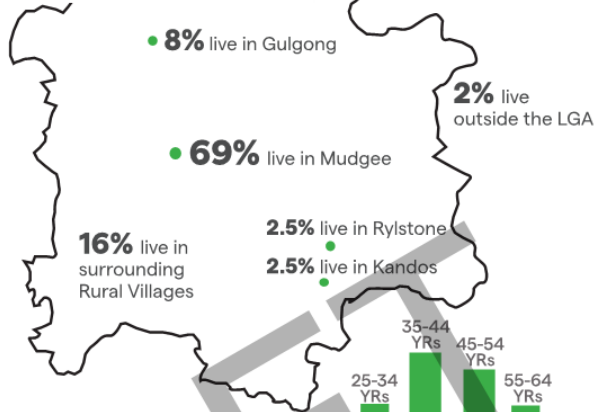 8% live in Gulgong
2% live
outside the LGA
69% live in Mudgee
2.5% live in Rylstone
16% live in
surrounding
Rural Villages
2.5% live in Kandos
35-44
YRs
45-54
YRs
25-34
YRs
55-64
YRs